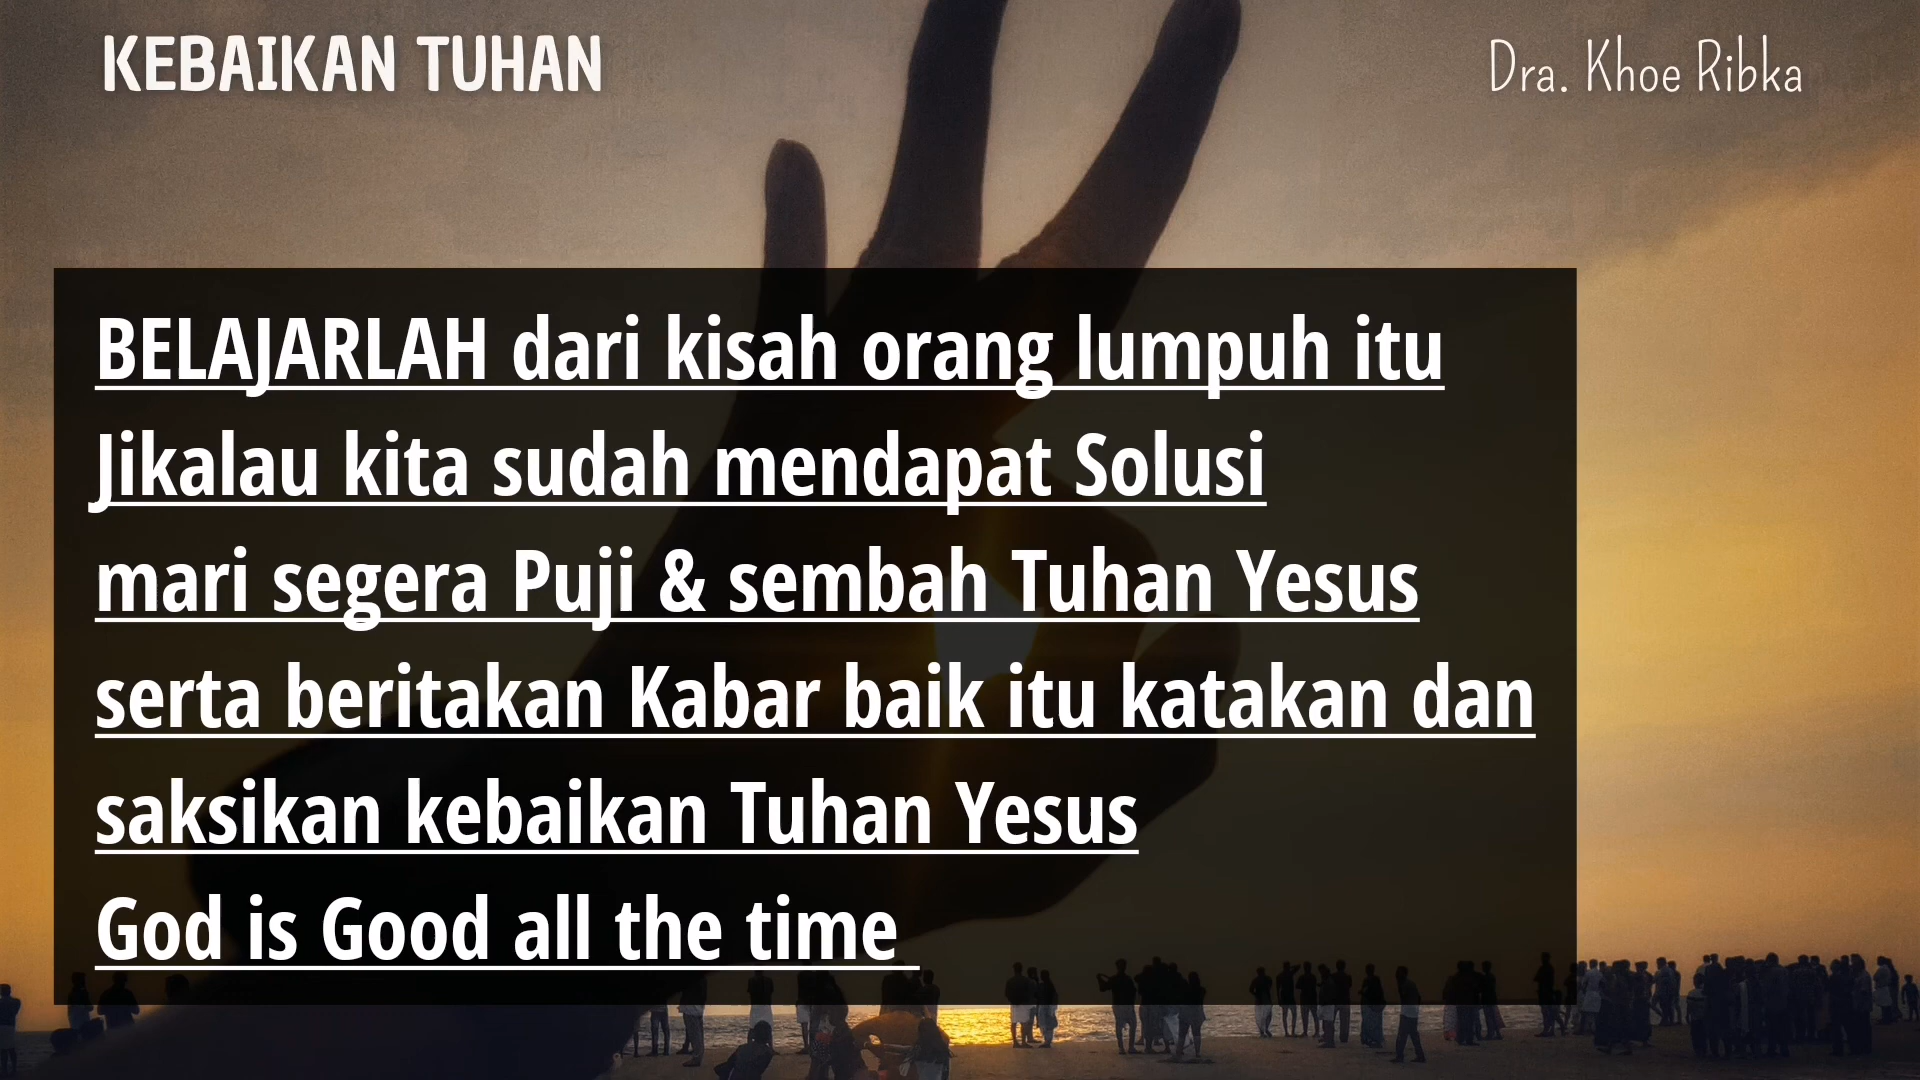 KEBAIKAN TUHAN
Dra. Khoe Ribka
BELAJARLAH dari kisah orang lumpuh itu
Jikalau kita sudah mendapat Solusi
mari segera Puji & sembah Tuhan Yesus
serta beritakan Kabar baik itu katakan dan
saksikan kebaikan Tuhan Yesus
God is Good all the time